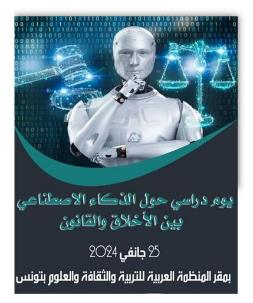 يوم دراسي حول الذكاء الاصطناعي
بين الأخلاق والقانون
25 جانفي 2024
بمقر المنظمة العربية للتربية والثقافة والعلوم بتونس